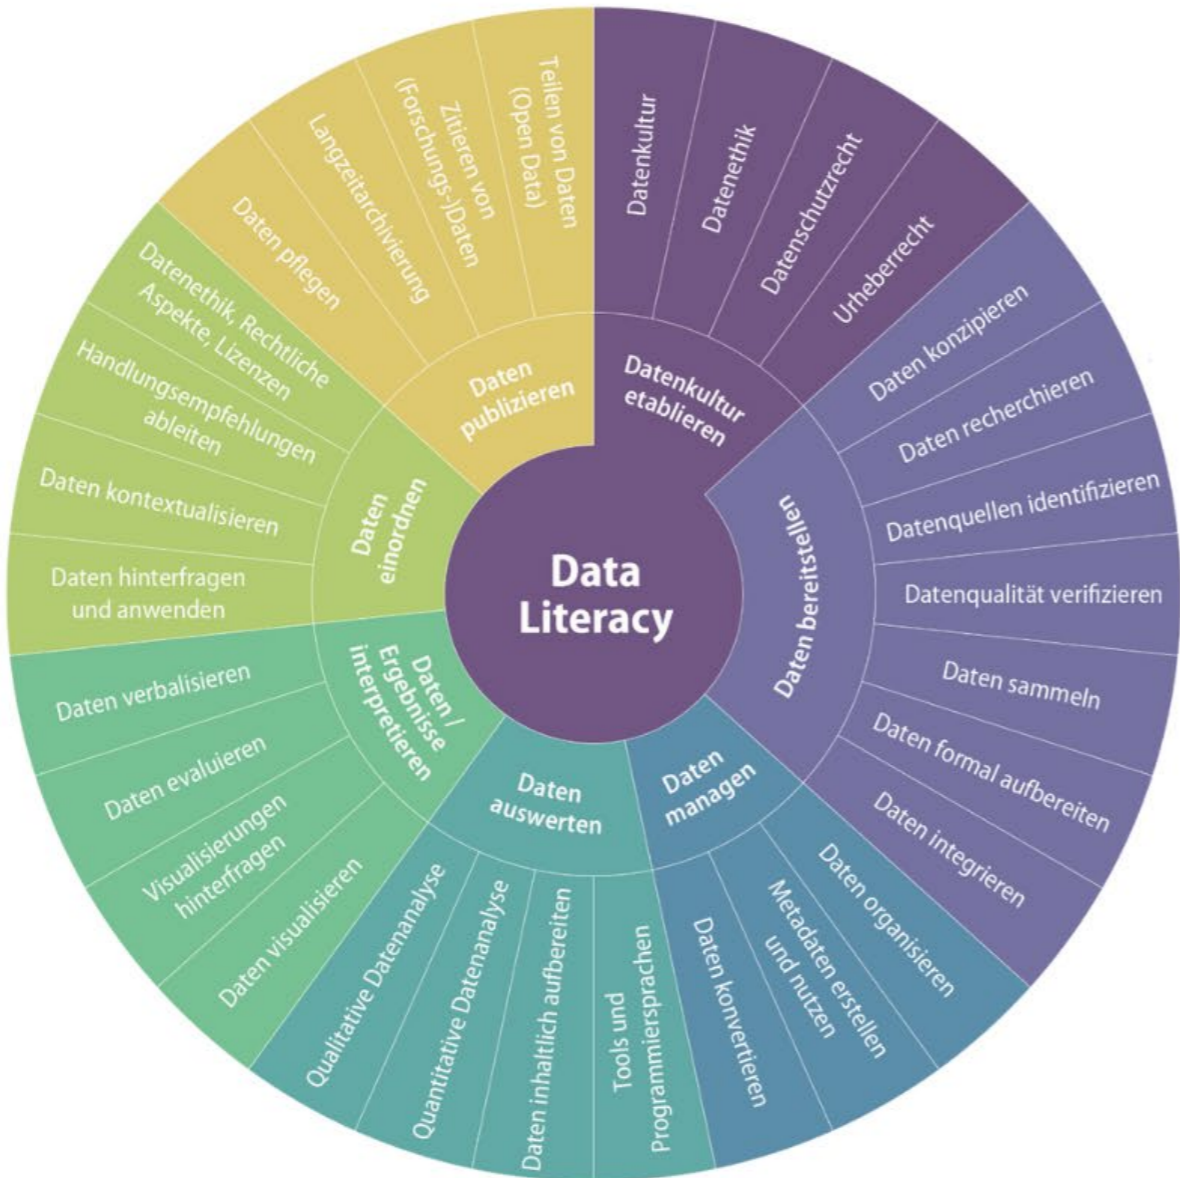 Data
Literacy
Datenkultur
etablieren
Datenkultur
Datenethik
Datenschutzrecht
Urheberrecht
Daten bereitstellen
Daten konzipieren
Daten recherchieren
Datenquellen identifizieren
Datenqualität verifizieren
Daten sammeln
Daten formal aufbereiten
Daten integrieren
Daten
managen
Daten organisieren
Metadaten erstellen
und nutzen
Daten konvertieren
Daten
auswerten
Tools und
Programmiersprachen
Daten inhaltlich aufbereiten
Quantitative Datenanalyse
Qualitative Datenanalyse
Daten /
Ergebnisse
interpretieren
Daten visualisieren
Visualisierungen
hinterfragen
Daten evaluieren
Daten verbalisieren
Daten
einordnen
Daten hinterfragen
und anwenden
Daten kontextualisieren
Handlungsempfehlungen
ableiten
Datenethik, Rechtliche
Aspekte, Lizenzen
Daten
publizieren
Daten pflegen
Langzeitarchivierung
Zitieren von
(Forschungs-)Daten
Teilen von Daten
(Open Data)